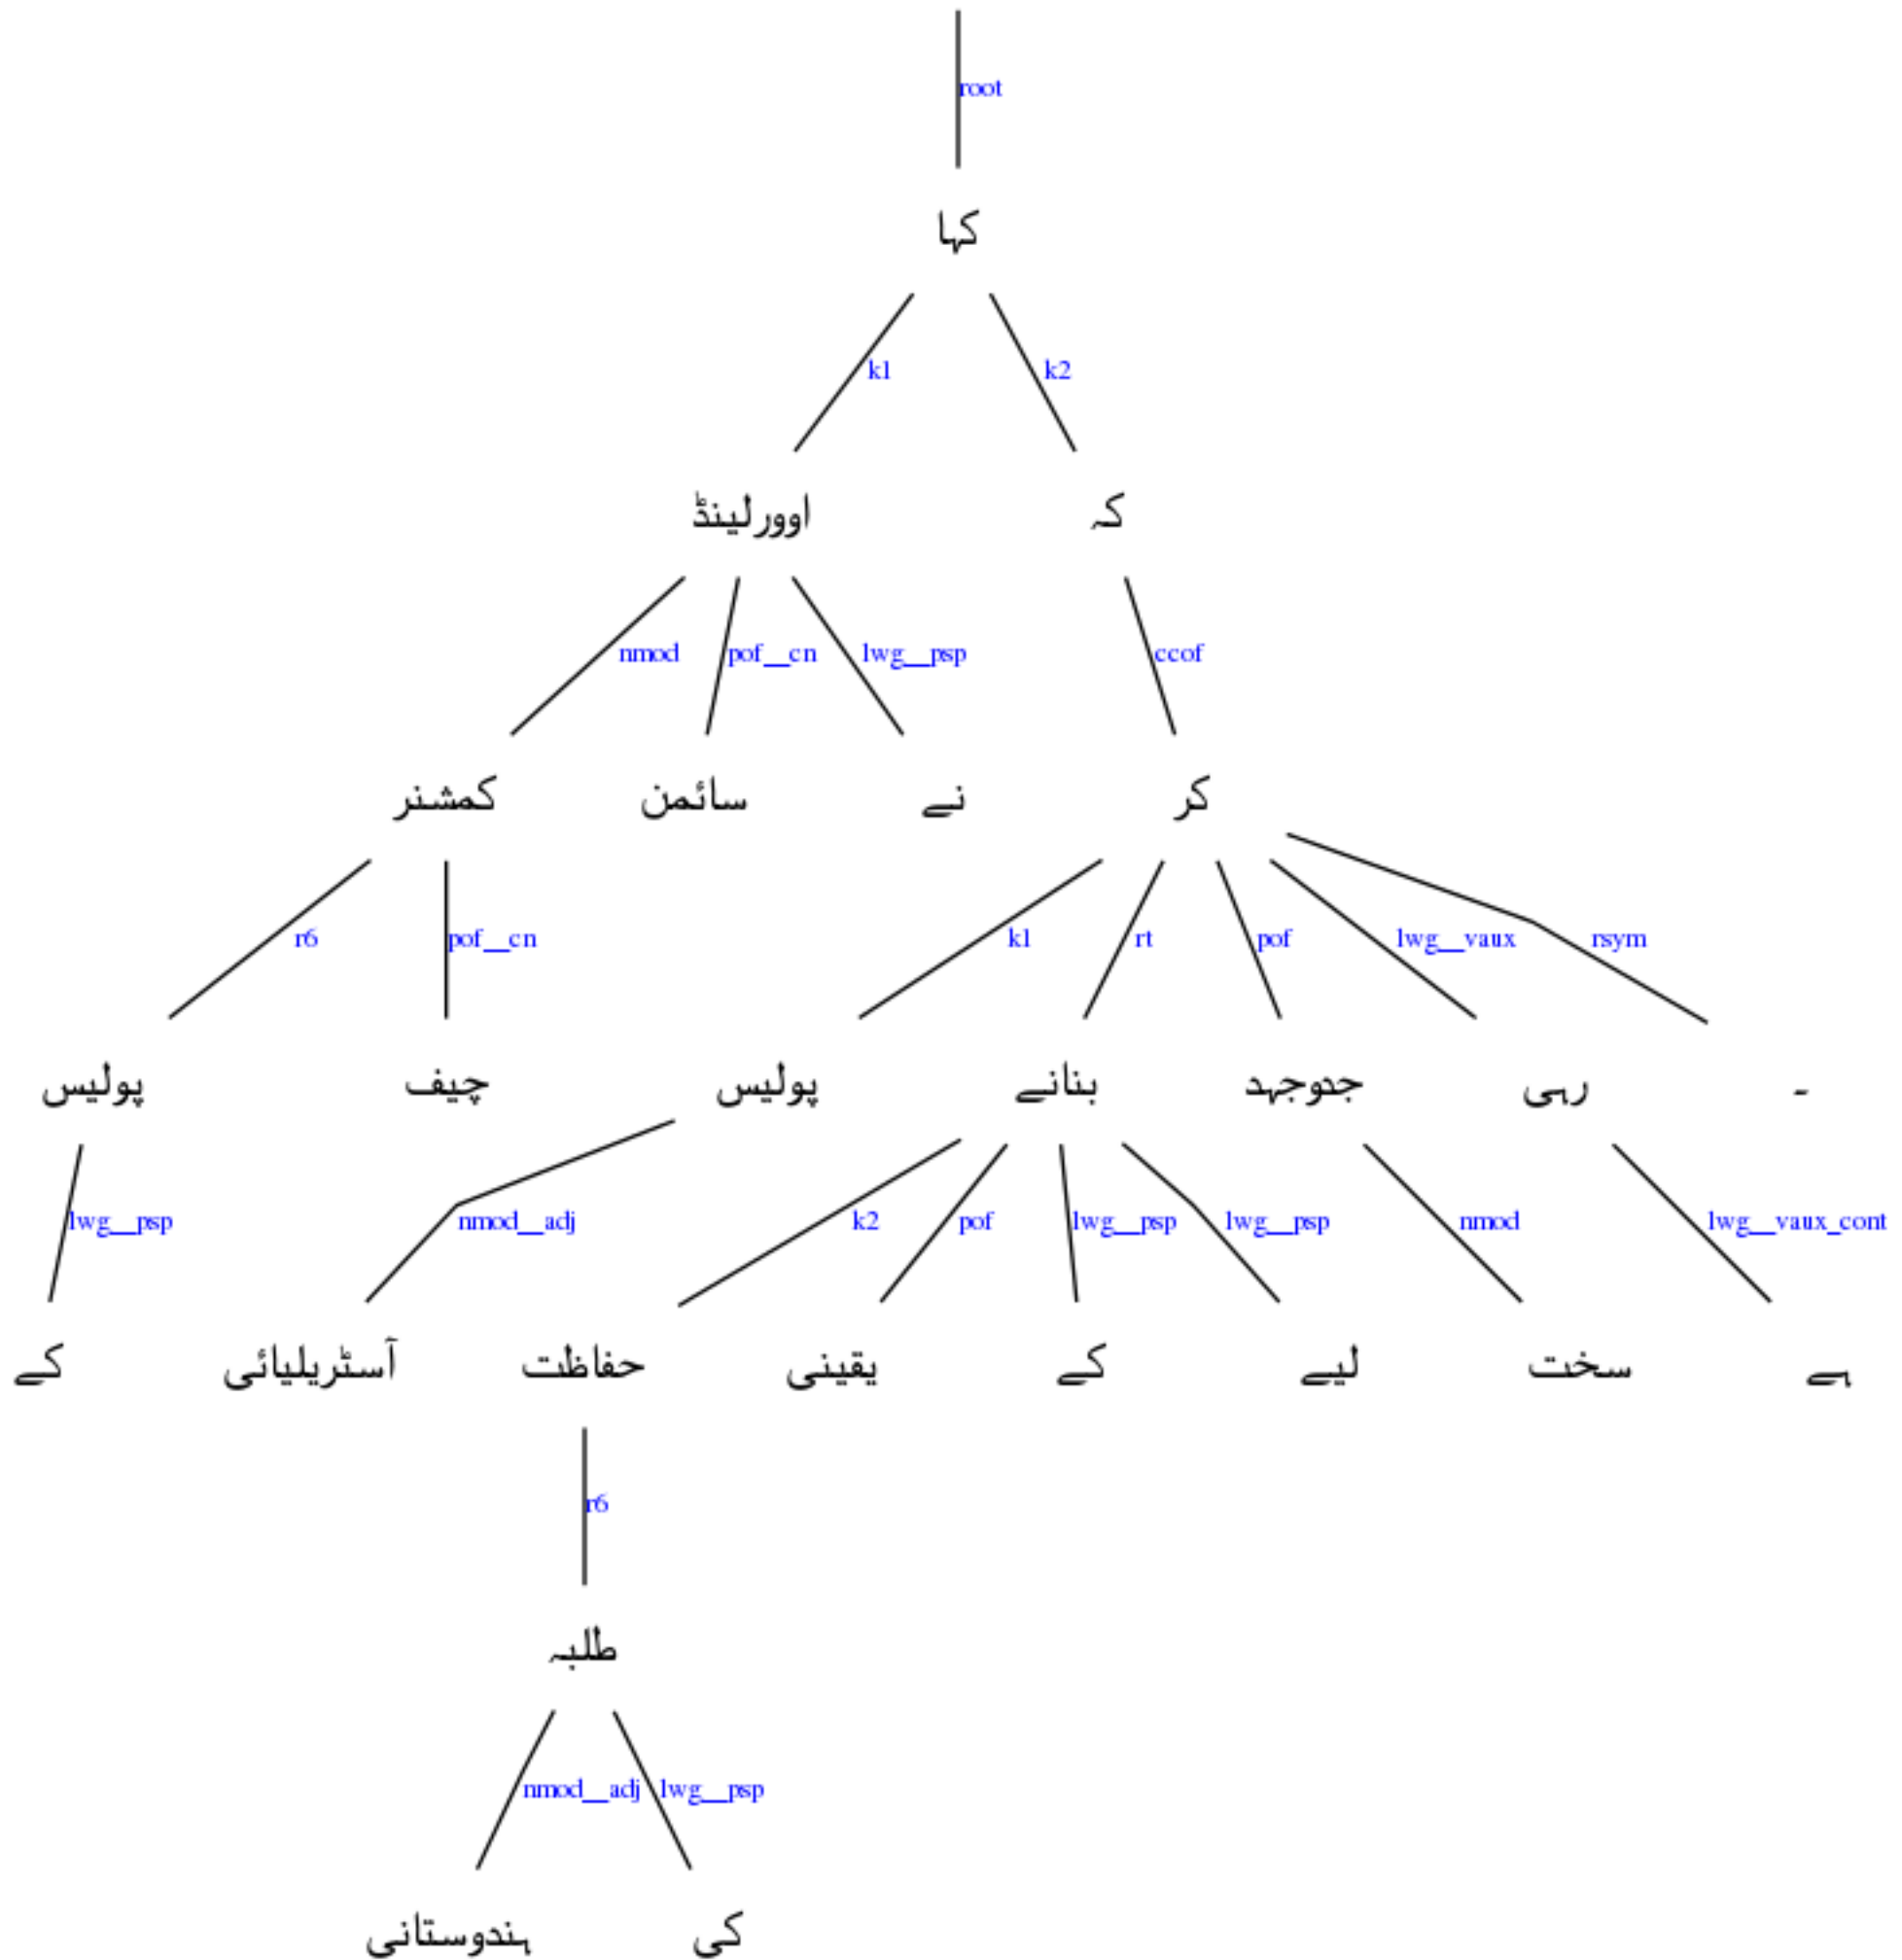 root
کہا
k1 k2
اوورلینڈ کہ
nmod pof__cn lwg__psp ccof
کمشنر سائمن نے کر
r6 pof__cn k1 rt pof lwg__vaux rsym
پولیس چیف پولیس بنانے جدوجہد رہی ۔
lwg__psp nmod__adj k2 pof lwg__psp lwg__psp nmod lwg__vaux_cont
کے آسٹریلیائی حفاظت یقینی کے لیے سخت ہے
r6
طلبہ
nmod__adj lwg__psp
ہندوستانی کی